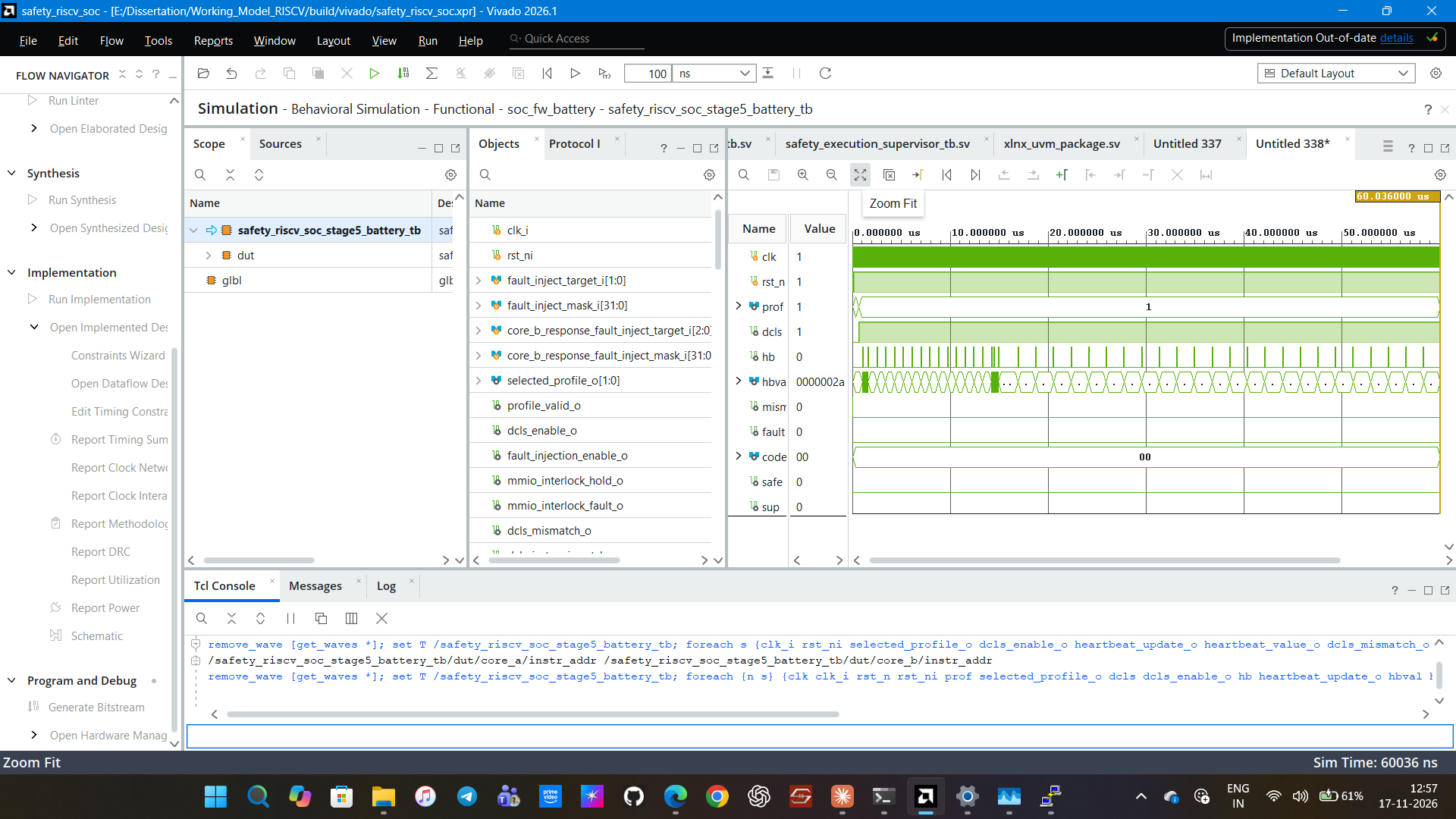 safety_riscv_soc - [E:/Dissertation/Working_Model_RISCV/build/vivado/safety_riscv_soc.xpr] - Vivado 2026.1
File Edit Flow Tools Reports Window Layout View Run Help Quick Access
Implementation Out-of-date details
FLOW NAVIGATOR
100 ns
Default Layout
Simulation - Behavioral Simulation - Functional - soc_fw_battery - safety_riscv_soc_stage5_battery_tb
Run Linter
Open Elaborated Desig
Synthesis
Run Synthesis
Open Synthesized Desig
Implementation
Run Implementation
Open Implemented Des
Constraints Wizard
Open Dataflow Des
Edit Timing Constra
Report Timing Sum
Report Clock Netwo
Report Clock Intera
Report Methodolog
Report DRC
Report Utilization
Report Power
Schematic
Program and Debug
Generate Bitstream
Open Hardware Manag
Scope Sources
Name De
safety_riscv_soc_stage5_battery_tb saf
dut saf
glbl glb
Objects Protocol I
Name
clk_i
rst_ni
fault_inject_target_i[1:0]
fault_inject_mask_i[31:0]
core_b_response_fault_inject_target_i[2:0]
core_b_response_fault_inject_mask_i[31:0
selected_profile_o[1:0]
profile_valid_o
dcls_enable_o
fault_injection_enable_o
mmio_interlock_hold_o
mmio_interlock_fault_o
dcls_mismatch_o
tb.sv safety_execution_supervisor_tb.sv xlnx_uvm_package.sv Untitled 337 Untitled 338*
Zoom Fit
60.036000 us
Name Value
0.000000 us 10.000000 us 20.000000 us 30.000000 us 40.000000 us 50.000000 us
clk 1
rst_n 1
prof 1
1
dcls 1
hb 0
hbva 0000002a
mism 0
fault 0
code 00
00
safe 0
sup 0
Tcl Console Messages Log
remove_wave [get_waves *]; set T /safety_riscv_soc_stage5_battery_tb; foreach s {clk_i rst_ni selected_profile_o dcls_enable_o heartbeat_update_o heartbeat_value_o dcls_mismatch_o
/safety_riscv_soc_stage5_battery_tb/dut/core_a/instr_addr /safety_riscv_soc_stage5_battery_tb/dut/core_b/instr_addr
remove_wave [get_waves *]; set T /safety_riscv_soc_stage5_battery_tb; foreach {n s} {clk clk_i rst_n rst_ni prof selected_profile_o dcls dcls_enable_o hb heartbeat_update_o hbval h
Zoom Fit
Sim Time: 60036 ns
prime video
ENG
IN
61%
12:57
17-11-2026